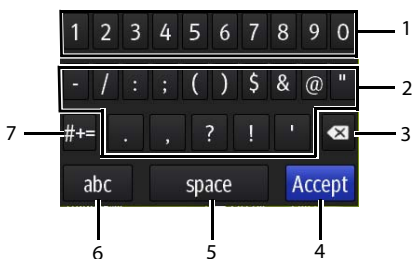 1 2 3 4 5 6 7 8 9 0 1
- / : ; ( ) $ & @ " 2
7 #+= . , ? ! ' 3
abc space Accept
6 5 4